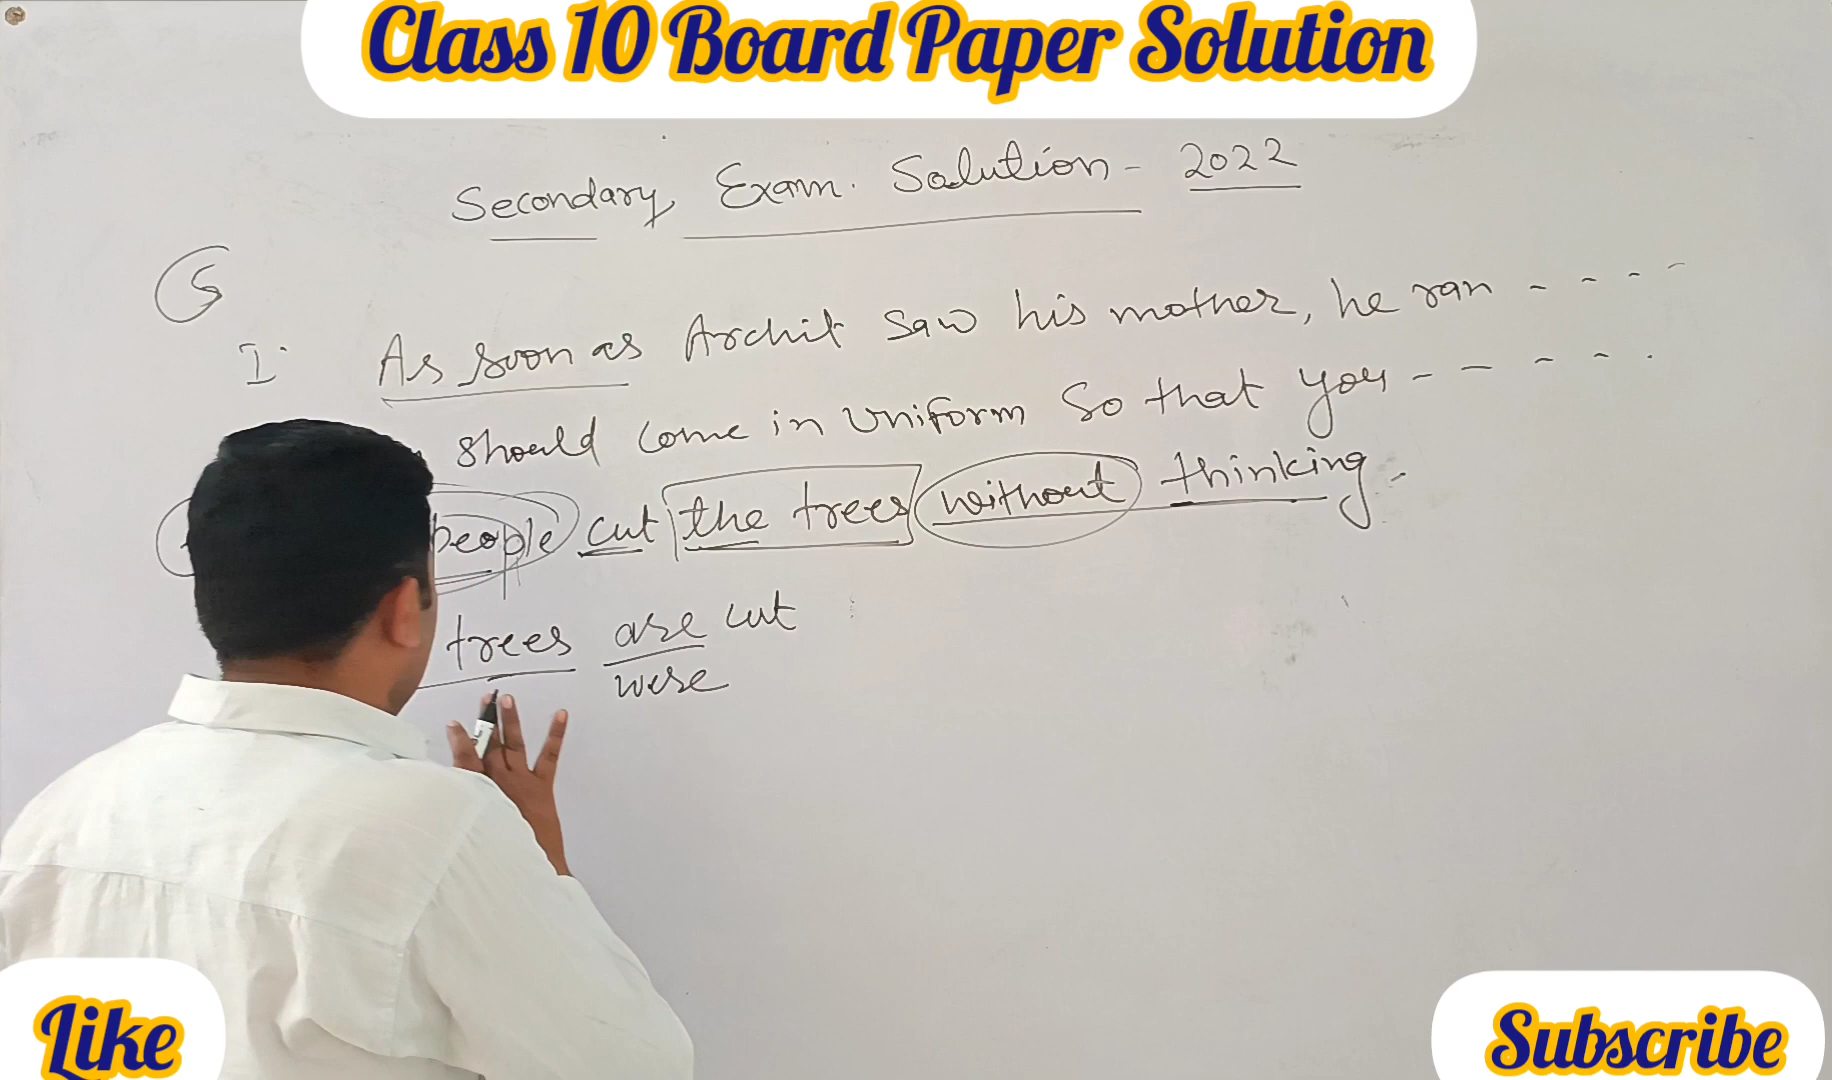 Class 10 Board Paper Solution
Secondary Exam. Solution - 2022
5
I. As soon as Archit saw his mother, he ran - - - -
should come in Uniform So that you - - - - .
people cut the trees without thinking.
trees are cut
were
Like
Subscribe